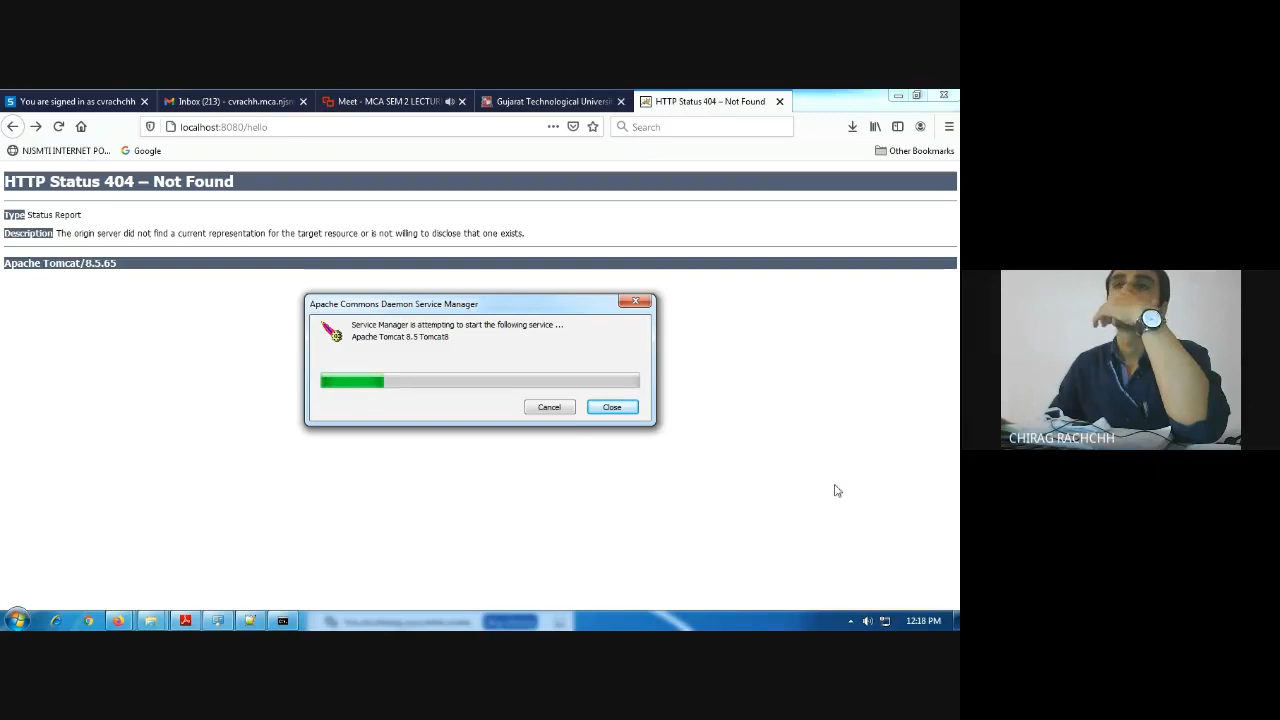 You are signed in as cvrachchh
Inbox (213) - cvrachh.mca.njsm
Meet - MCA SEM 2 LECTUR
Gujarat Technological Universi
HTTP Status 404 – Not Found
localhost:8080/hello
Search
NJSMTI INTERNET PO...
Google
Other Bookmarks
HTTP Status 404 – Not Found
Type Status Report
Description The origin server did not find a current representation for the target resource or is not willing to disclose that one exists.
Apache Tomcat/8.5.65
Apache Commons Daemon Service Manager
Service Manager is attempting to start the following service ...
Apache Tomcat 8.5 Tomcat8
Cancel
Close
CHIRAG RACHCHH
12:18 PM